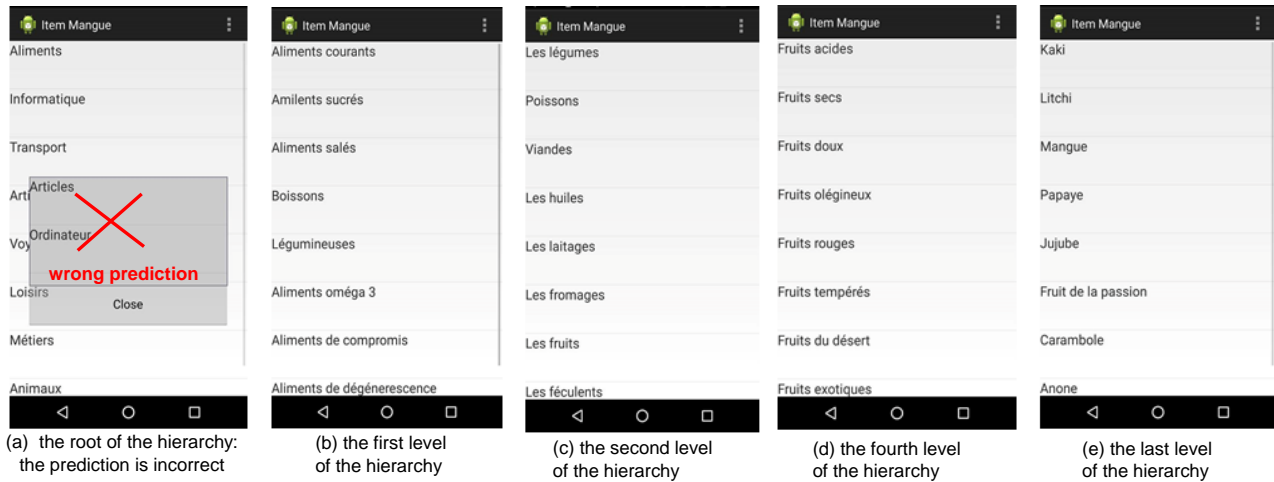 Item Mangue
Aliments
Informatique
Transport
Articles
Arti
Ordinateur
Voy
wrong prediction
Loisirs
Close
Métiers
Animaux
(a) the root of the hierarchy:
the prediction is incorrect
Item Mangue
Aliments courants
Amilents sucrés
Aliments salés
Boissons
Légumineuses
Aliments oméga 3
Aliments de compromis
Aliments de dégénerescence
(b) the first level
of the hierarchy
Item Mangue
Les légumes
Poissons
Viandes
Les huiles
Les laitages
Les fromages
Les fruits
Les féculents
(c) the second level
of the hierarchy
Item Mangue
Fruits acides
Fruits secs
Fruits doux
Fruits olégineux
Fruits rouges
Fruits tempérés
Fruits du désert
Fruits exotiques
(d) the fourth level
of the hierarchy
Item Mangue
Kaki
Litchi
Mangue
Papaye
Jujube
Fruit de la passion
Carambole
Anone
(e) the last level
of the hierarchy